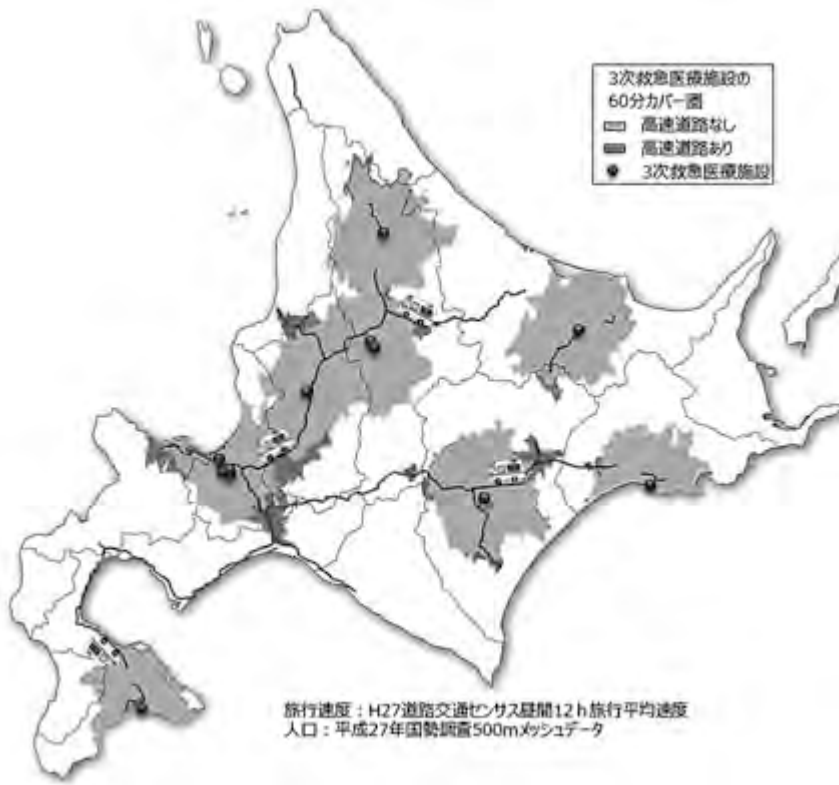 3次救急医療施設の
60分カバー圏
高速道路なし
高速道路あり
3次救急医療施設
旅行速度：H27道路交通センサス昼間12h旅行平均速度
人口：平成27年国勢調査500mメッシュデータ